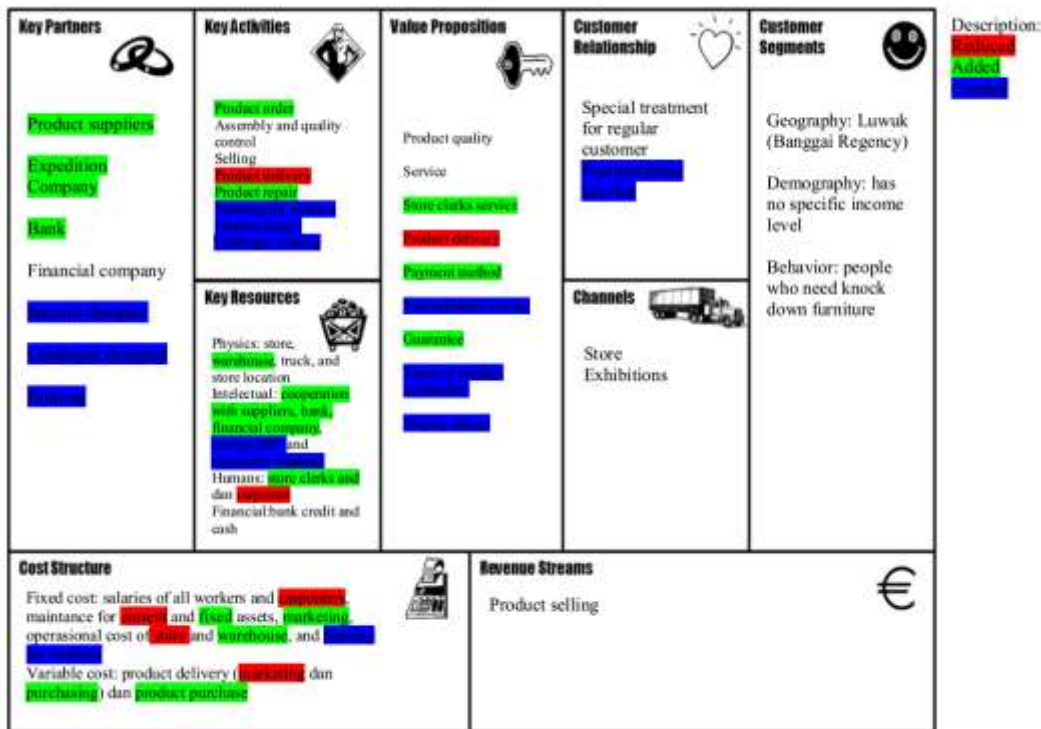 Key Partners
Product suppliers
Expedition
Company
Bank
Financial company
Key Activities
Product order
Assembly and quality
control
Selling
Product delivery
Product repair
Key Resources
Physics: store,
warehouse, truck, and
store location
Intelectual: cooperation
with suppliers, bank,
financial company,
and
Humans: store clerks and
dan carpenter
Financial:bank credit and
cash
Value Proposition
Product quality
Service
Store clerks service
Product delivery
Payment method
Guarantee
Customer
Relationship
Special treatment
for regular
customer
Channels
Store
Exhibitions
Customer
Segments
Geography: Luwuk
(Banggai Regency)
Demography: has
no specific income
level
Behavior: people
who need knock
down furniture
Cost Structure
Fixed cost: salaries of all workers and carpenters,
maintance for current and fixed assets, marketing,
operasional cost of store and warehouse, and
Variable cost: product delivery (marketing dan
purchasing) dan product purchase
Revenue Streams
Product selling
€
Description:
Reduced
Added